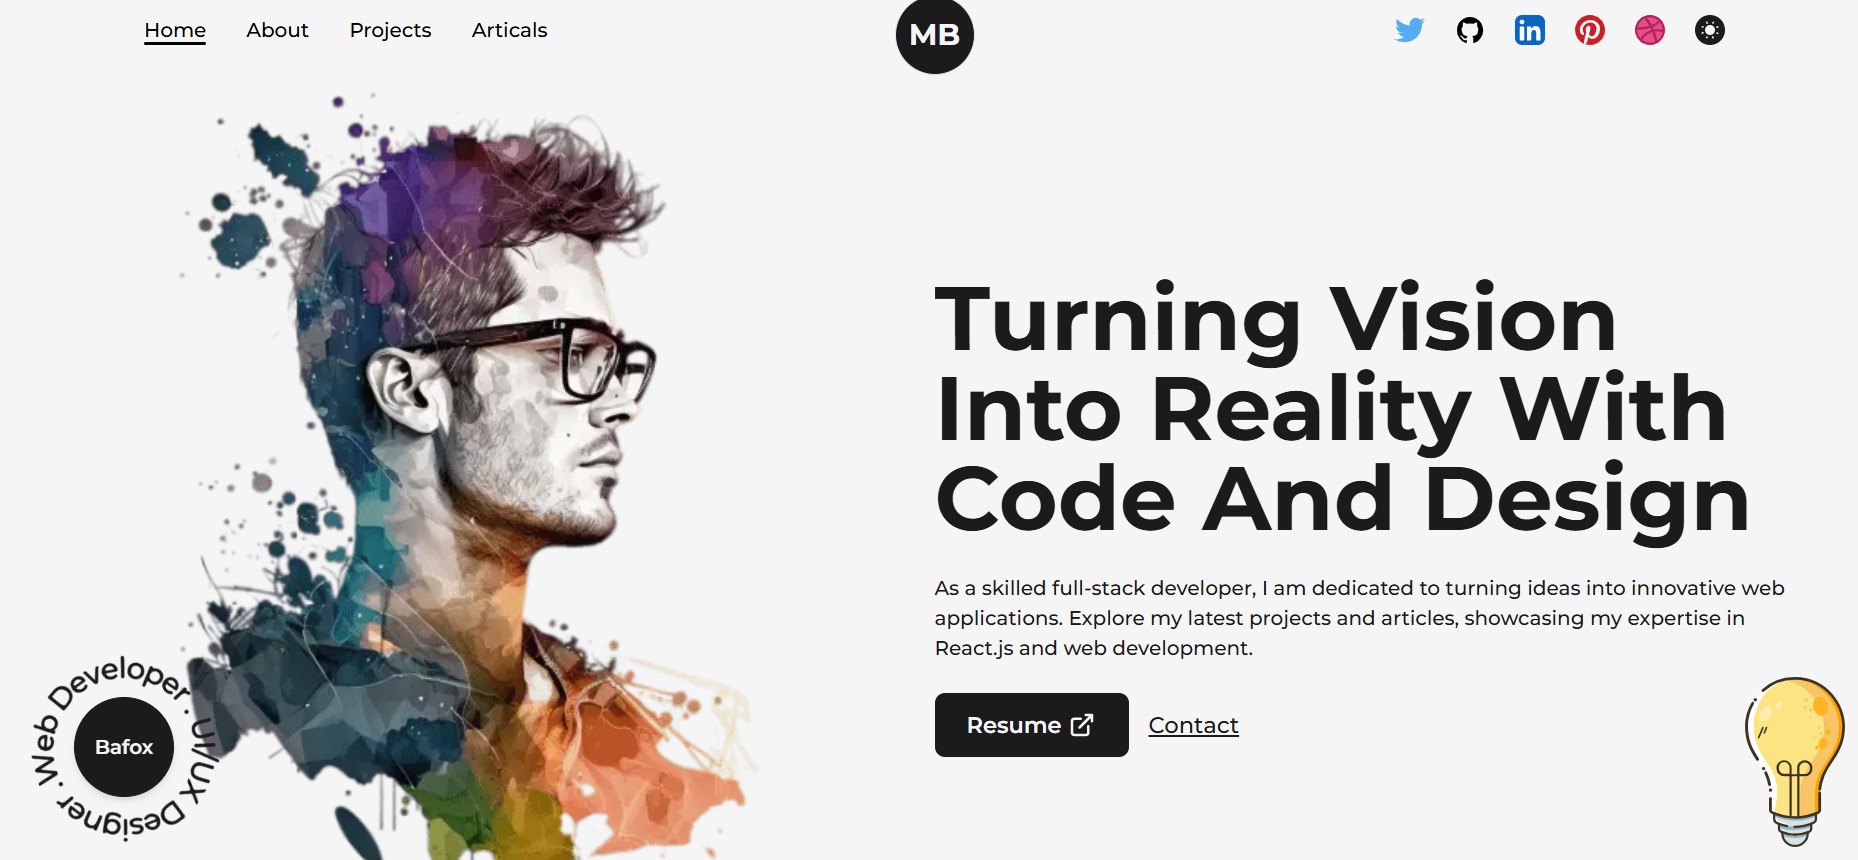 Home About Projects Articals
MB
in
Turning Vision
Into Reality With
Code And Design
As a skilled full-stack developer, I am dedicated to turning ideas into innovative web
applications. Explore my latest projects and articles, showcasing my expertise in
React.js and web development.
Resume Contact
Web Developer. UI/UX Designer.
Bafox